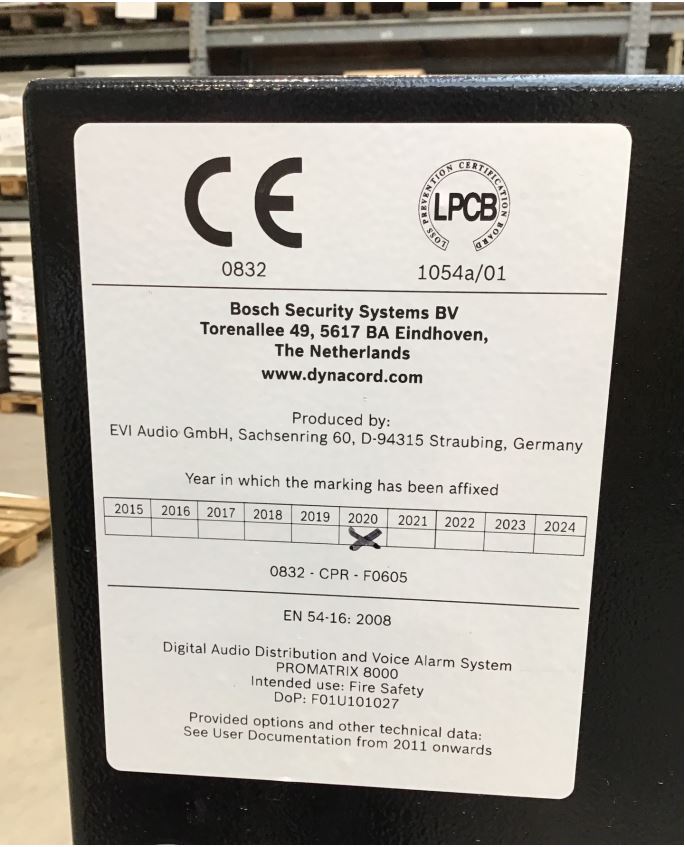 CE
LOSS PREVENTION CERTIFICATION BOARD
LPCB
0832
1054a/01
Bosch Security Systems BV
Torenallee 49, 5617 BA Eindhoven,
The Netherlands
www.dynacord.com
Produced by:
EVI Audio GmbH, Sachsenring 60, D-94315 Straubing, Germany
Year in which the marking has been affixed
2015 2016 2017 2018 2019 2020 2021 2022 2023 2024
X
0832 - CPR - F0605
EN 54-16: 2008
Digital Audio Distribution and Voice Alarm System
PROMATRIX 8000
Intended use: Fire Safety
DoP: F01U101027
Provided options and other technical data:
See User Documentation from 2011 onwards